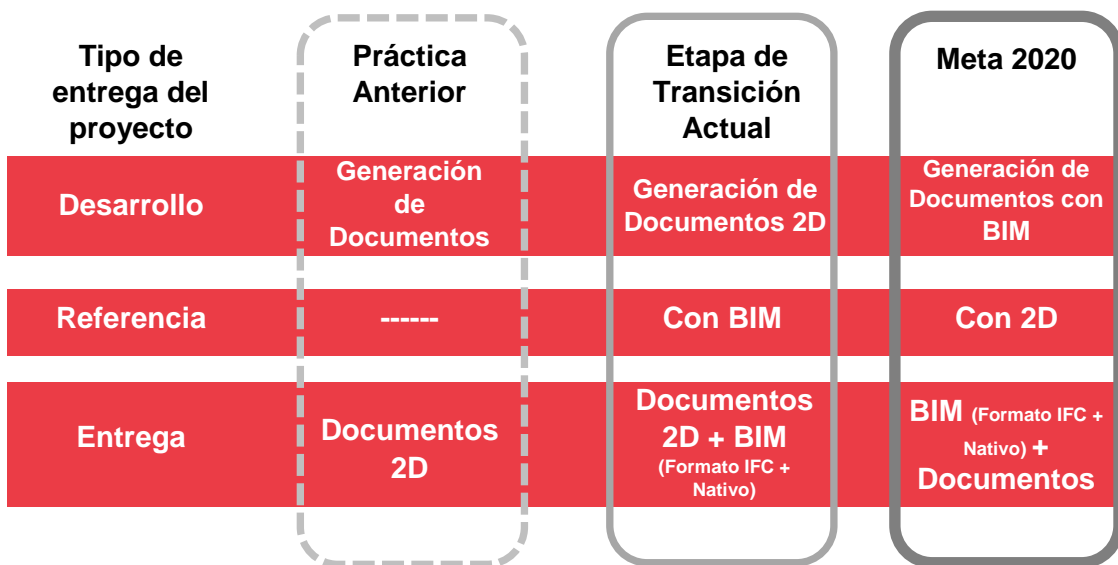 Tipo de
entrega del
proyecto
Práctica
Anterior
Etapa de
Transición
Actual
Meta 2020
Desarrollo
Generación
de
Documentos
Generación de
Documentos 2D
Generación de
Documentos con
BIM
Referencia
------
Con BIM
Con 2D
Entrega
Documentos
2D
Documentos
2D + BIM
(Formato IFC +
Nativo)
BIM (Formato IFC +
Nativo) +
Documentos